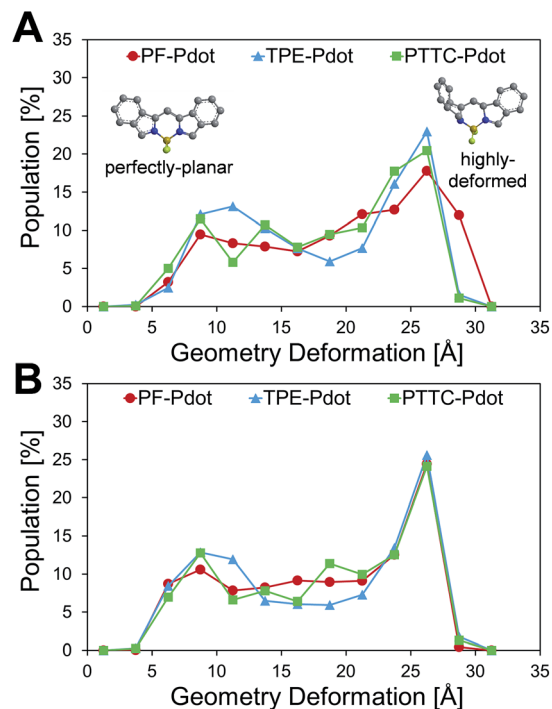 A
PF-Pdot TPE-Pdot PTTC-Pdot
perfectly-planar
highly-
deformed
Population [%]
35
30
25
20
15
10
5
0
0 5 10 15 20 25 30 35
Geometry Deformation [Å]
B
PF-Pdot TPE-Pdot PTTC-Pdot
Population [%]
35
30
25
20
15
10
5
0
0 5 10 15 20 25 30 35
Geometry Deformation [Å]